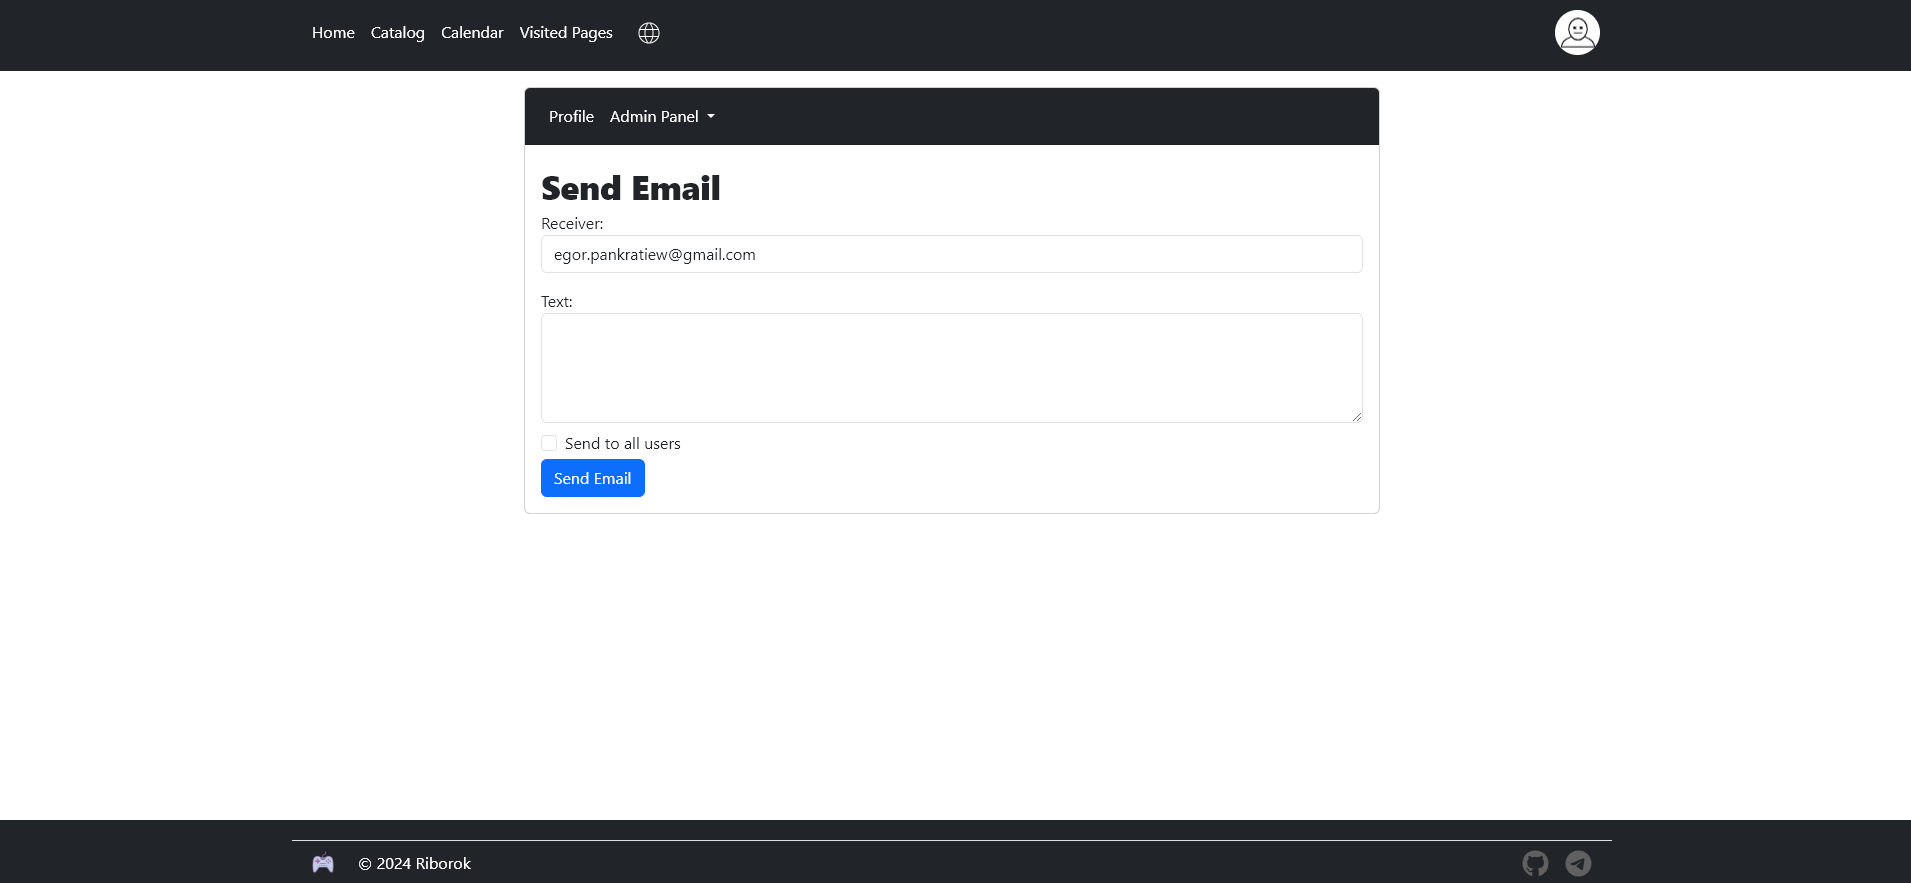 Home Catalog Calendar Visited Pages
Profile Admin Panel
Send Email
Receiver:
egor.pankratiew@gmail.com
Text:
Send to all users
Send Email
© 2024 Riborok